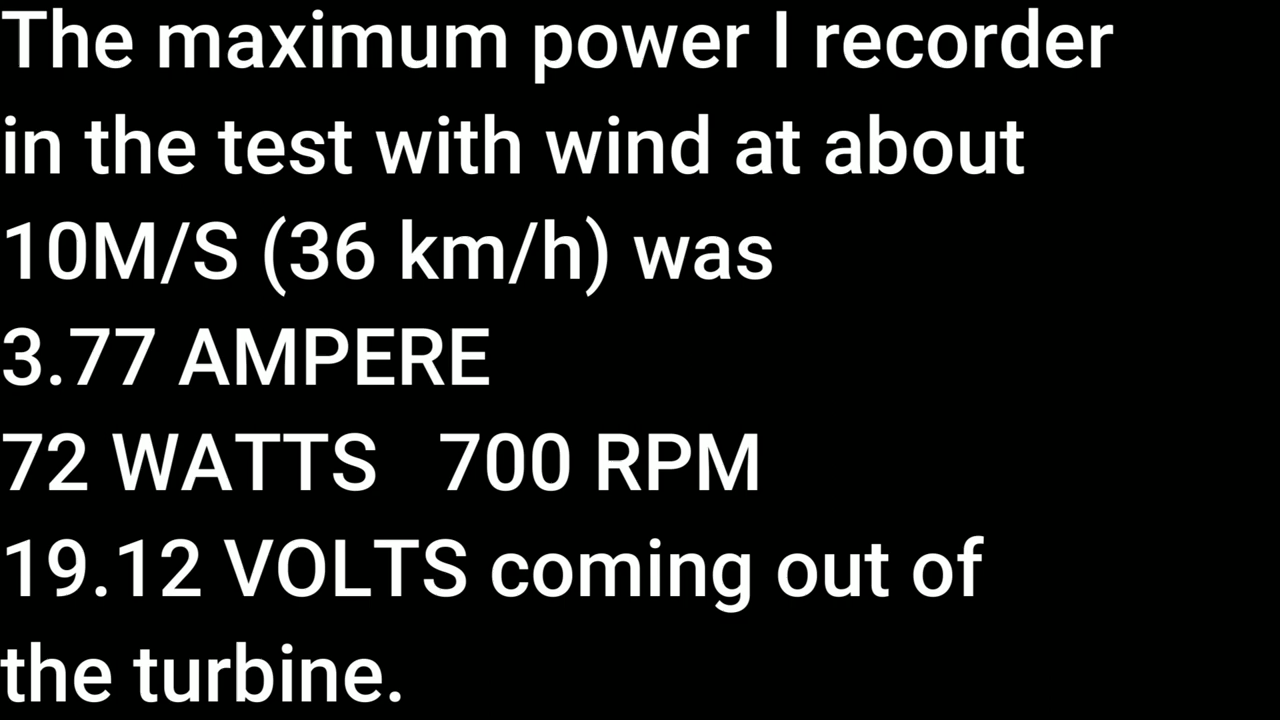 The maximum power I recorder
in the test with wind at about
10M/S (36 km/h) was
3.77 AMPERE
72 WATTS   700 RPM
19.12 VOLTS coming out of
the turbine.